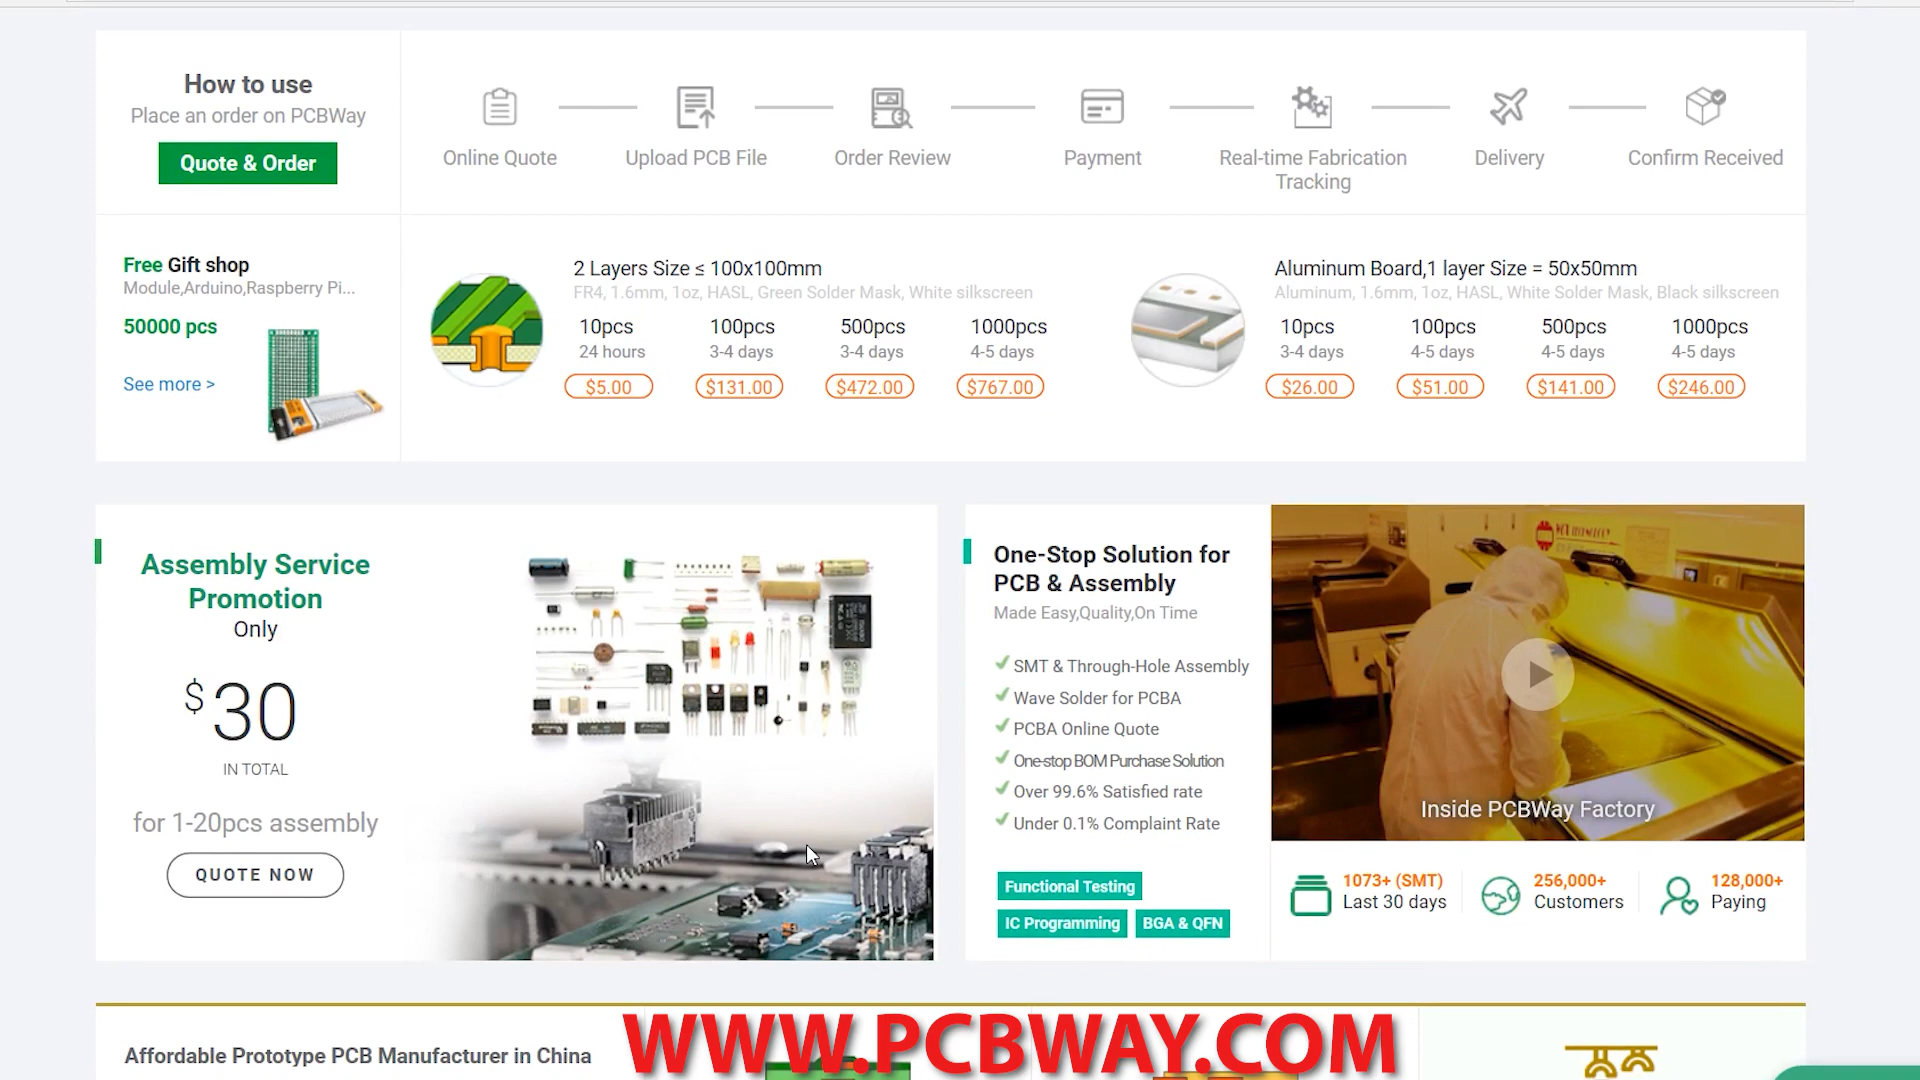 How to use
Place an order on PCBWay
Quote & Order
Online Quote
Upload PCB File
Order Review
Payment
Real-time Fabrication
Tracking
Delivery
Confirm Received
Free Gift shop
Module,Arduino,Raspberry Pi...
50000 pcs
See more >
2 Layers Size ≤ 100x100mm
FR4, 1.6mm, 1oz, HASL, Green Solder Mask, White silkscreen
10pcs 100pcs 500pcs 1000pcs
24 hours 3-4 days 3-4 days 4-5 days
$5.00 $131.00 $472.00 $767.00
Aluminum Board,1 layer Size = 50x50mm
Aluminum, 1.6mm, 1oz, HASL, White Solder Mask, Black silkscreen
10pcs 100pcs 500pcs 1000pcs
3-4 days 4-5 days 4-5 days 4-5 days
$26.00 $51.00 $141.00 $246.00
Assembly Service
Promotion
Only
$30
IN TOTAL
for 1-20pcs assembly
QUOTE NOW
One-Stop Solution for
PCB & Assembly
Made Easy,Quality,On Time
SMT & Through-Hole Assembly
Wave Solder for PCBA
PCBA Online Quote
One-stop BOM Purchase Solution
Over 99.6% Satisfied rate
Under 0.1% Complaint Rate
Functional Testing
IC Programming BGA & QFN
Inside PCBWay Factory
1073+ (SMT)
Last 30 days
256,000+
Customers
128,000+
Paying
Affordable Prototype PCB Manufacturer in China
WWW.PCBWAY.COM